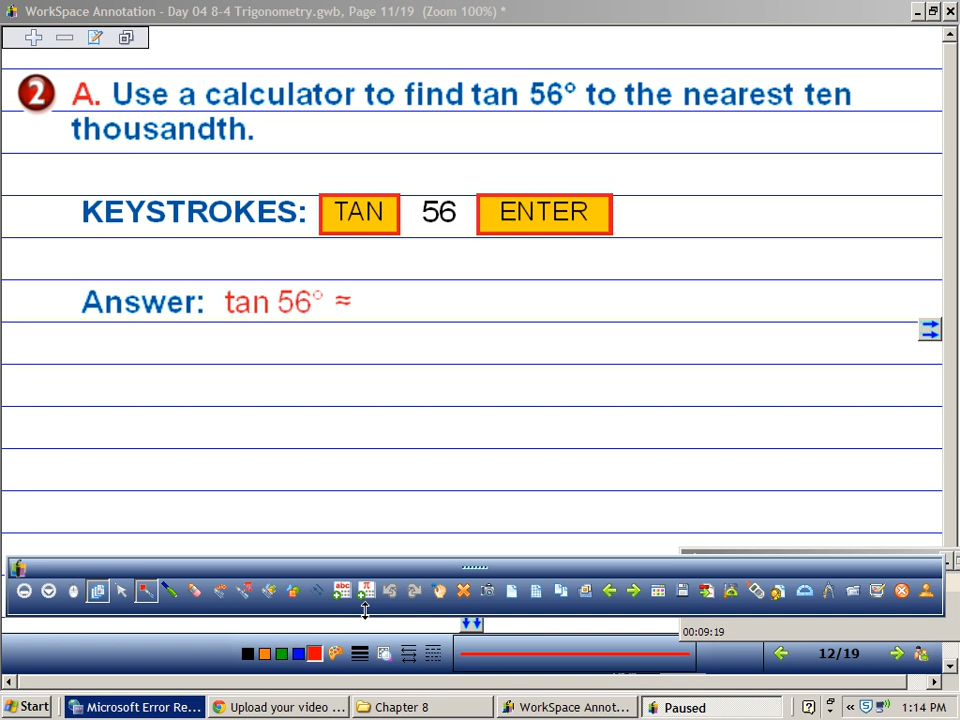 WorkSpace Annotation - Day 04 8-4 Trigonometry.gwb, Page 11/19 (Zoom 100%) *
2 A. Use a calculator to find tan 56° to the nearest ten
thousandth.
KEYSTROKES: TAN 56 ENTER
Answer: tan 56° ≈
abc π
00:09:19
12/19
Start Microsoft Error Re... Upload your video ... Chapter 8 WorkSpace Annot... Paused ? « S 1:14 PM